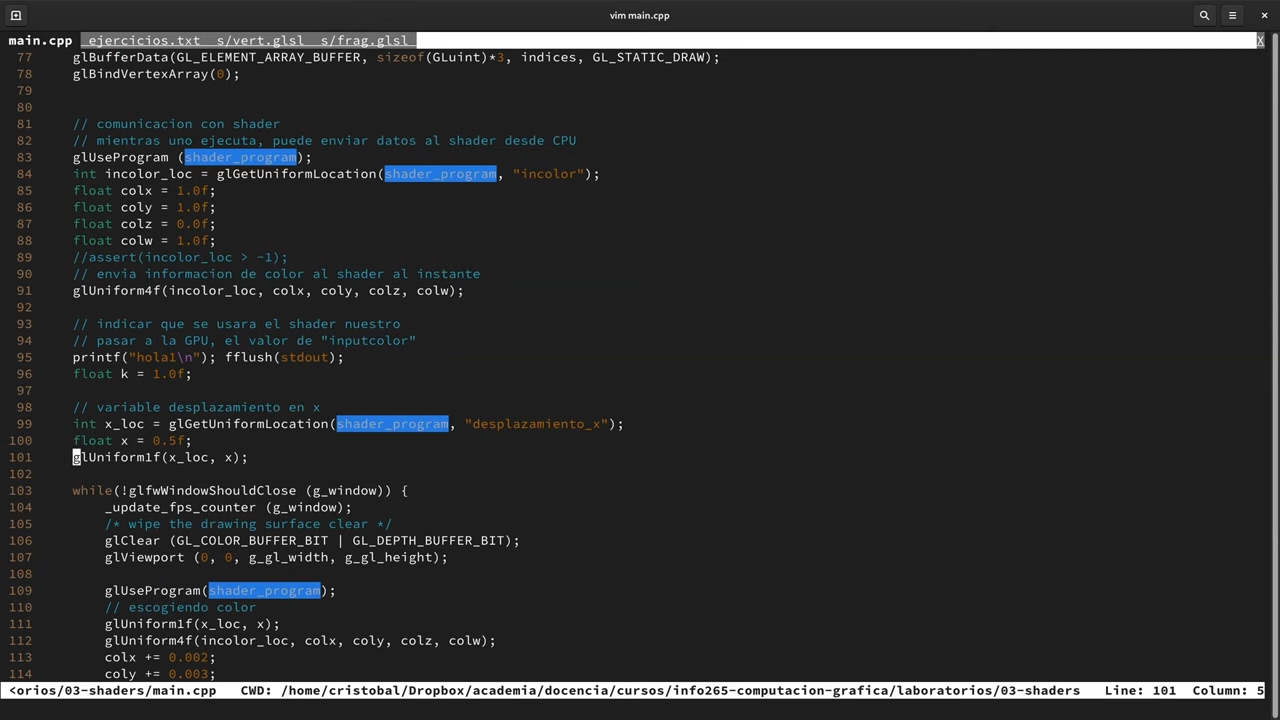 vim main.cpp
main.cpp  ejercicios.txt  s/vert.glsl  s/frag.glsl X
77 glBufferData(GL_ELEMENT_ARRAY_BUFFER, sizeof(GLuint)*3, indices, GL_STATIC_DRAW);
78 glBindVertexArray(0);
79
80
81 // comunicacion con shader
82 // mientras uno ejecuta, puede enviar datos al shader desde CPU
83 glUseProgram (shader_program);
84 int incolor_loc = glGetUniformLocation(shader_program, "incolor");
85 float colx = 1.0f;
86 float coly = 1.0f;
87 float colz = 0.0f;
88 float colw = 1.0f;
89 //assert(incolor_loc > -1);
90 // envia informacion de color al shader al instante
91 glUniform4f(incolor_loc, colx, coly, colz, colw);
92
93 // indicar que se usara el shader nuestro
94 // pasar a la GPU, el valor de "inputcolor"
95 printf("hola1\n"); fflush(stdout);
96 float k = 1.0f;
97
98 // variable desplazamiento en x
99 int x_loc = glGetUniformLocation(shader_program, "desplazamiento_x");
100 float x = 0.5f;
101 glUniform1f(x_loc, x);
102
103 while(!glfwWindowShouldClose (g_window)) {
104 _update_fps_counter (g_window);
105 /* wipe the drawing surface clear */
106 glClear (GL_COLOR_BUFFER_BIT | GL_DEPTH_BUFFER_BIT);
107 glViewport (0, 0, g_gl_width, g_gl_height);
108
109 glUseProgram(shader_program);
110 // escogiendo color
111 glUniform1f(x_loc, x);
112 glUniform4f(incolor_loc, colx, coly, colz, colw);
113 colx += 0.002;
114 coly += 0.003;
<orios/03-shaders/main.cpp   CWD: /home/cristobal/Dropbox/academia/docencia/cursos/info265-computacion-grafica/laboratorios/03-shaders   Line: 101  Column: 5